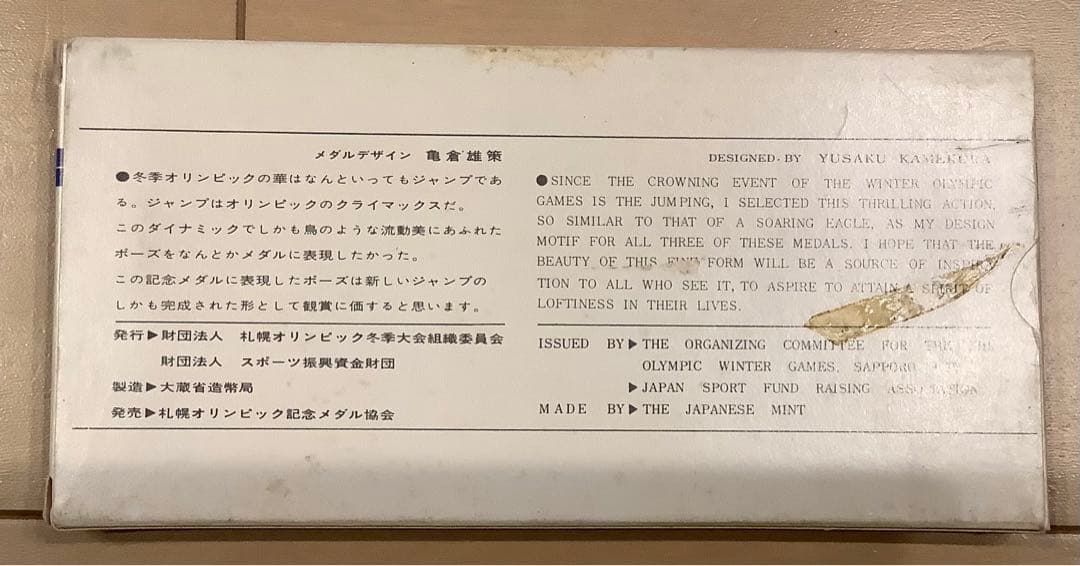 メダルデザイン 亀倉雄策
●冬季オリンピックの華はなんといってもジャンプであ
る。ジャンプはオリンピックのクライマックスだ。
このダイナミックでしかも鳥のような流動美にあふれた
ポーズをなんとかメダルに表現したかった。
この記念メダルに表現したポーズは新しいジャンプの
しかも完成された形として観賞に価すると思います。
発行▶財団法人 札幌オリンピック冬季大会組織委員会
財団法人 スポーツ振興資金財団
製造▶大蔵省造幣局
発売▶札幌オリンピック記念メダル協会
DESIGNED·BY YUSAKU KAMEKURA
●SINCE THE CROWNING EVENT OF THE WINTER OLYMPIC
GAMES IS THE JUMPING, I SELECTED THIS THRILLING ACTION,
SO SIMILAR TO THAT OF A SOARING EAGLE, AS MY DESIGN
MOTIF FOR ALL THREE OF THESE MEDALS. I HOPE THAT THE
BEAUTY OF THIS FORM WILL BE A SOURCE OF INSPIRA-
TION TO ALL WHO SEE IT, TO ASPIRE TO ATTAIN A SPIRIT OF
LOFTINESS IN THEIR LIVES.
ISSUED BY▶THE ORGANIZING COMMITTEE FOR THE
OLYMPIC WINTER GAMES, SAPPORO
▶JAPAN SPORT FUND RAISING ASSOCIATION
MADE BY▶THE JAPANESE MINT